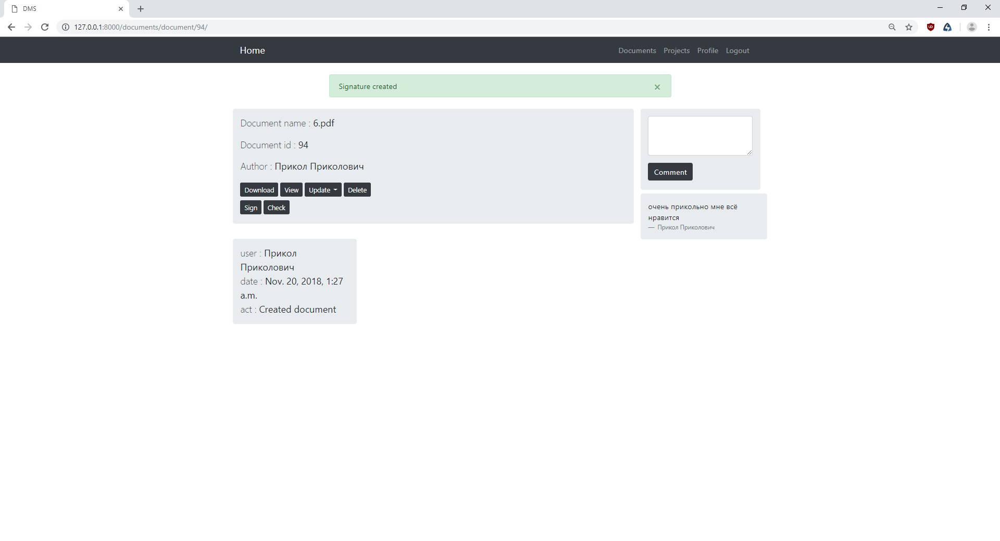 DMS
127.0.0.1:8000/documents/document/94/
Home
Documents Projects Profile Logout
Signature created
Document name : 6.pdf
Document id : 94
Author : Прикол Приколович
Download View Update Delete
Sign Check
Comment
очень прикольно мне всё
нравится
— Прикол Приколович
user : Прикол
Приколович
date : Nov. 20, 2018, 1:27
a.m.
act : Created document